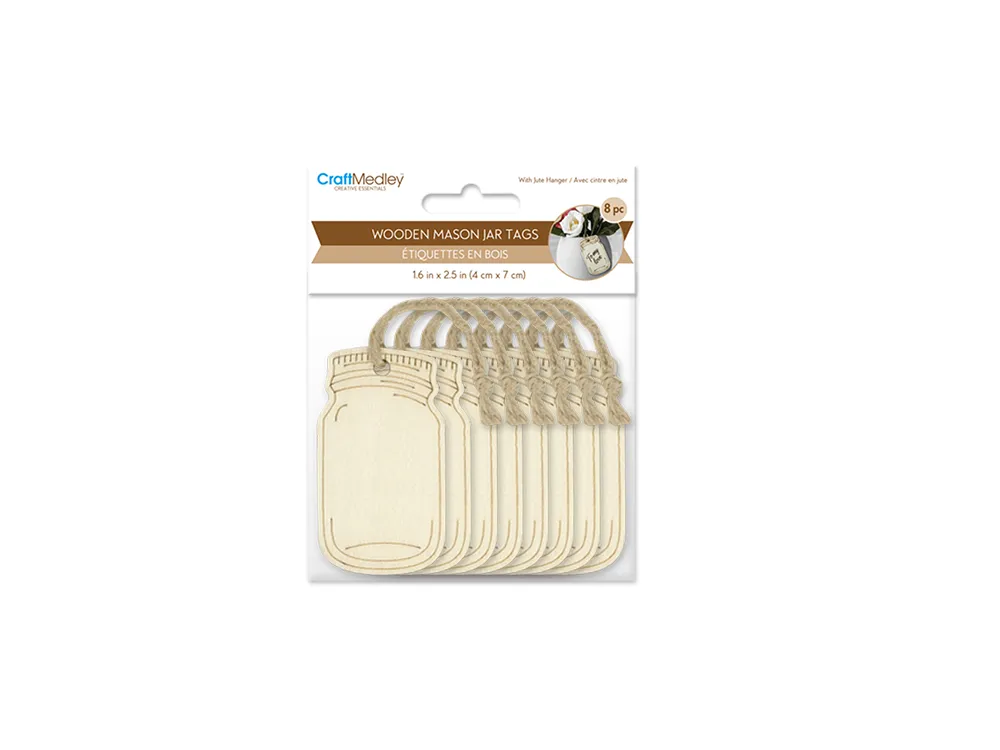 CraftMedley
CREATIVE ESSENTIALS
With Jute Hanger / Avec cintre en jute
8 pc
WOODEN MASON JAR TAGS
ÉTIQUETTES EN BOIS
1.6 in x 2.5 in (4 cm x 7 cm)